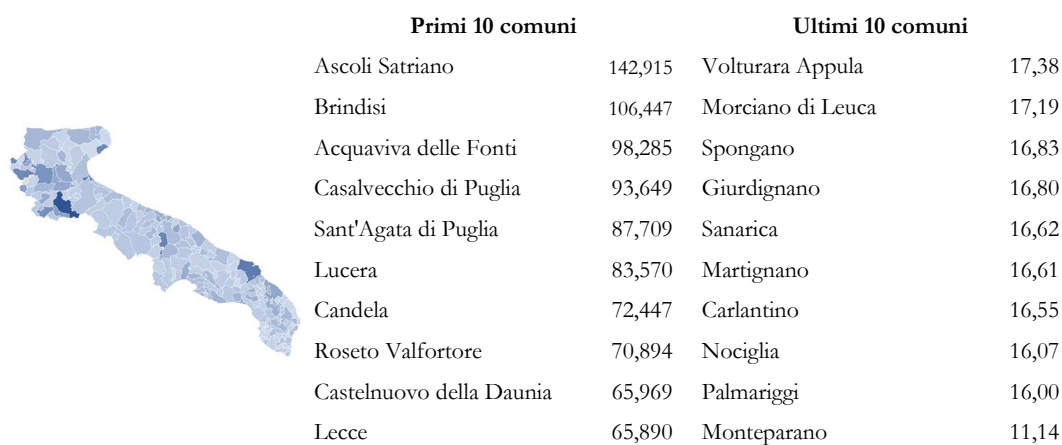 Primi 10 comuni Ultimi 10 comuni
Ascoli Satriano 142,915 Volturara Appula 17,38
Brindisi 106,447 Morciano di Leuca 17,19
Acquaviva delle Fonti 98,285 Spongano 16,83
Casalvecchio di Puglia 93,649 Giurdignano 16,80
Sant'Agata di Puglia 87,709 Sanarica 16,62
Lucera 83,570 Martignano 16,61
Candela 72,447 Carlantino 16,55
Roseto Valfortore 70,894 Nociglia 16,07
Castelnuovo della Daunia 65,969 Palmariggi 16,00
Lecce 65,890 Monteparano 11,14